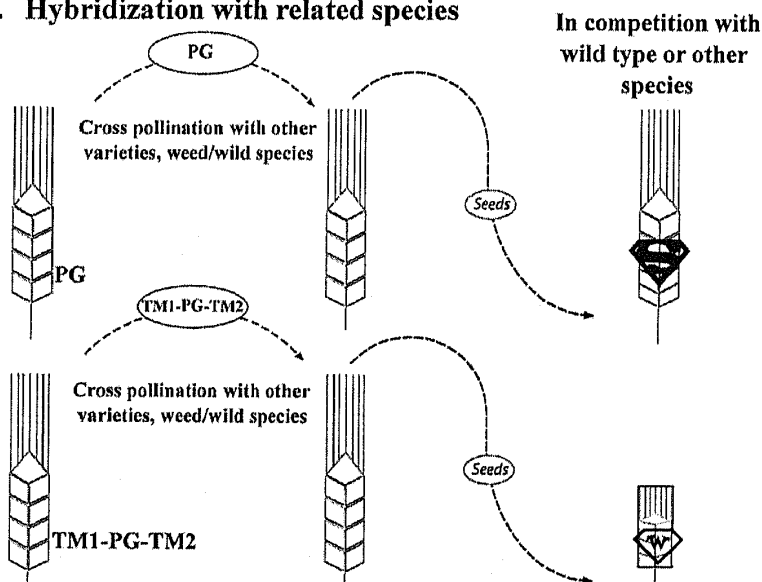 . Hybridization with related species
In competition with
wild type or other
species
PG
Cross pollination with other
varieties, weed/wild species
Seeds
PG
S
TM1-PG-TM2
Cross pollination with other
varieties, weed/wild species
Seeds
TM1-PG-TM2
W